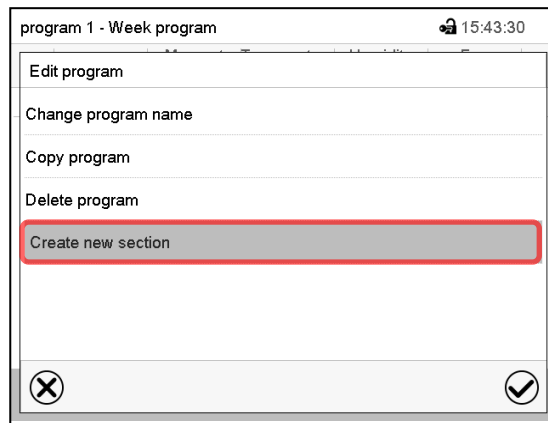 program 1 - Week program 15:43:30
Edit program
Change program name
Copy program
Delete program
Create new section